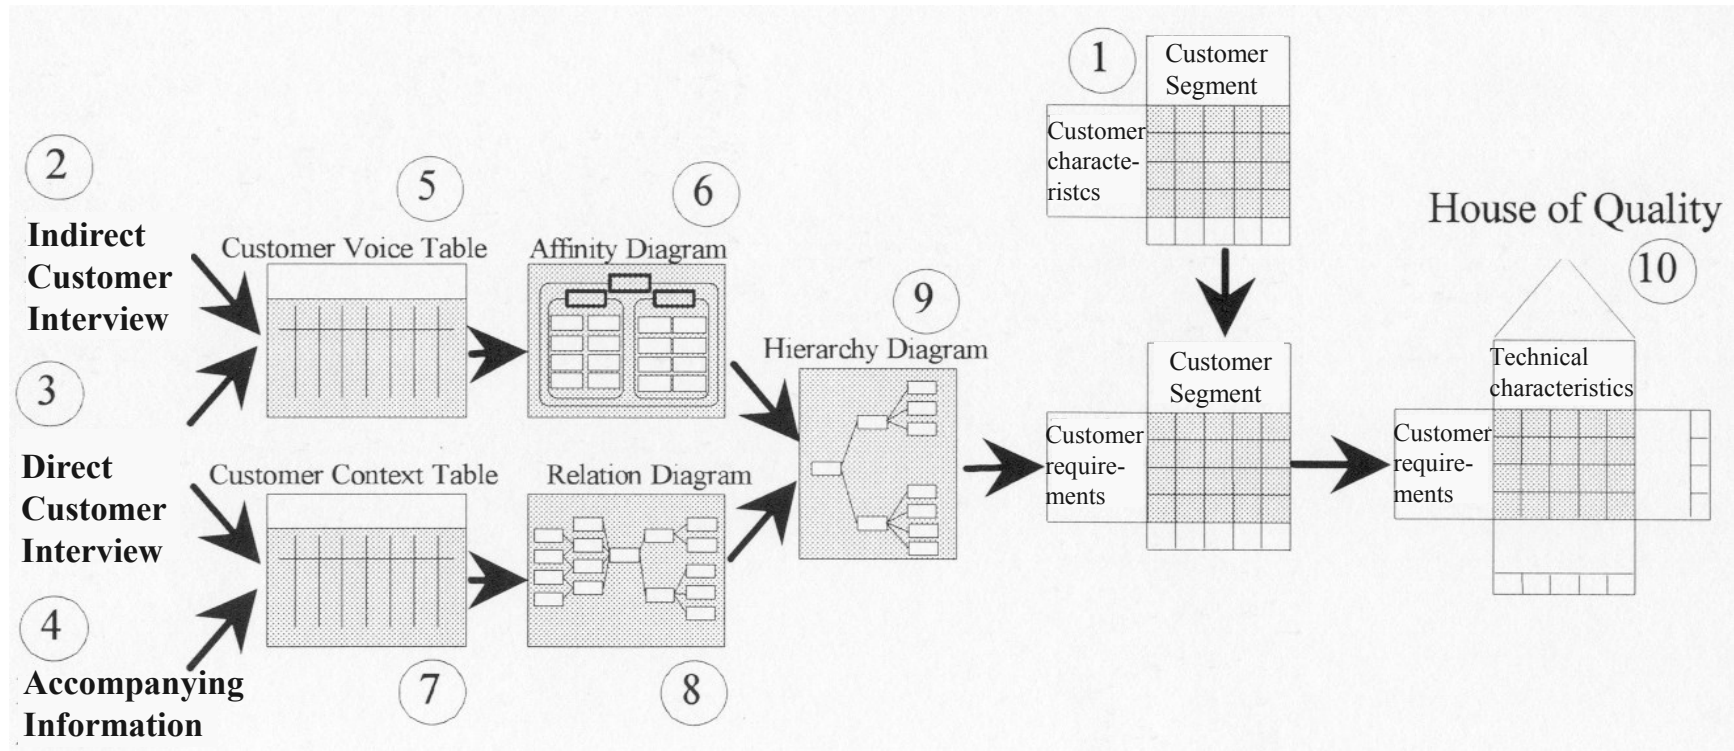 1
Customer
Segment
Customer
characte-
ristcs
2
Indirect
Customer
Interview
3
Direct
Customer
Interview
4
Accompanying
Information
5
Customer Voice Table
6
Affinity Diagram
7
Customer Context Table
8
Relation Diagram
9
Hierarchy Diagram
Customer
Segment
Customer
require-
ments
House of Quality
10
Technical
characteristics
Customer
require-
ments